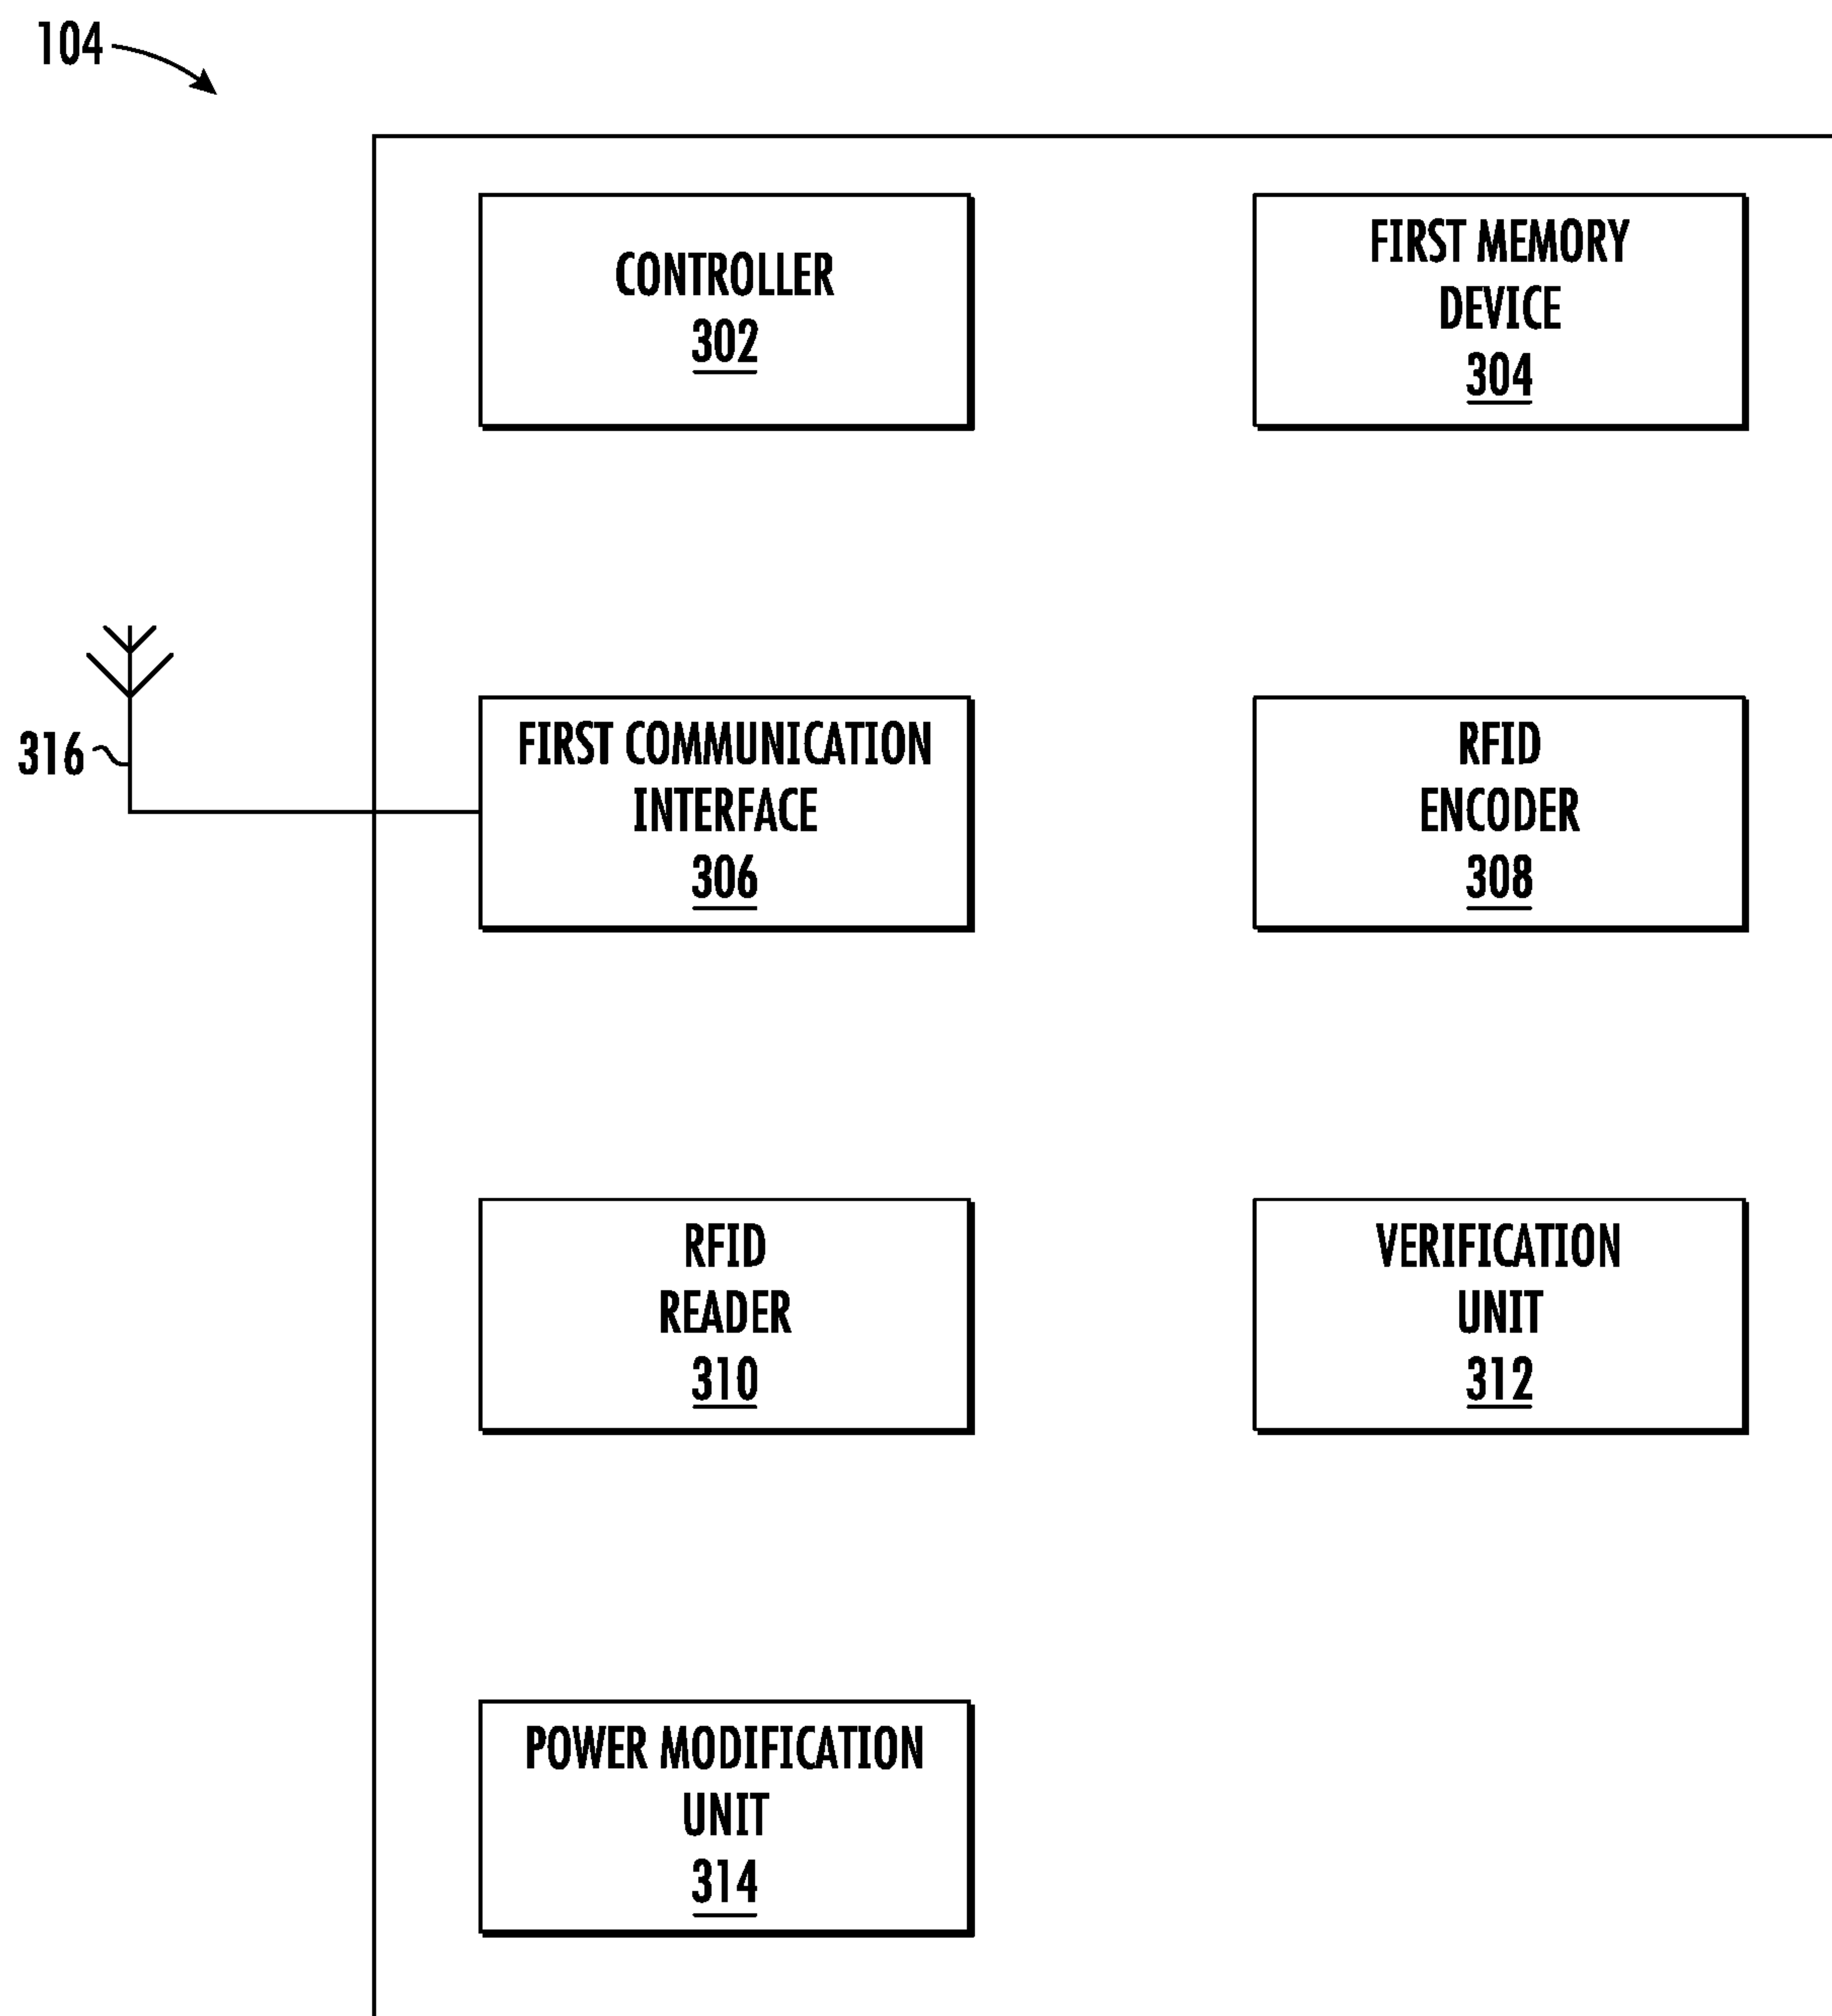 104
CONTROLLER
302
FIRST MEMORY
DEVICE
304
316
FIRST COMMUNICATION
INTERFACE
306
RFID
ENCODER
308
RFID
READER
310
VERIFICATION
UNIT
312
POWER MODIFICATION
UNIT
314